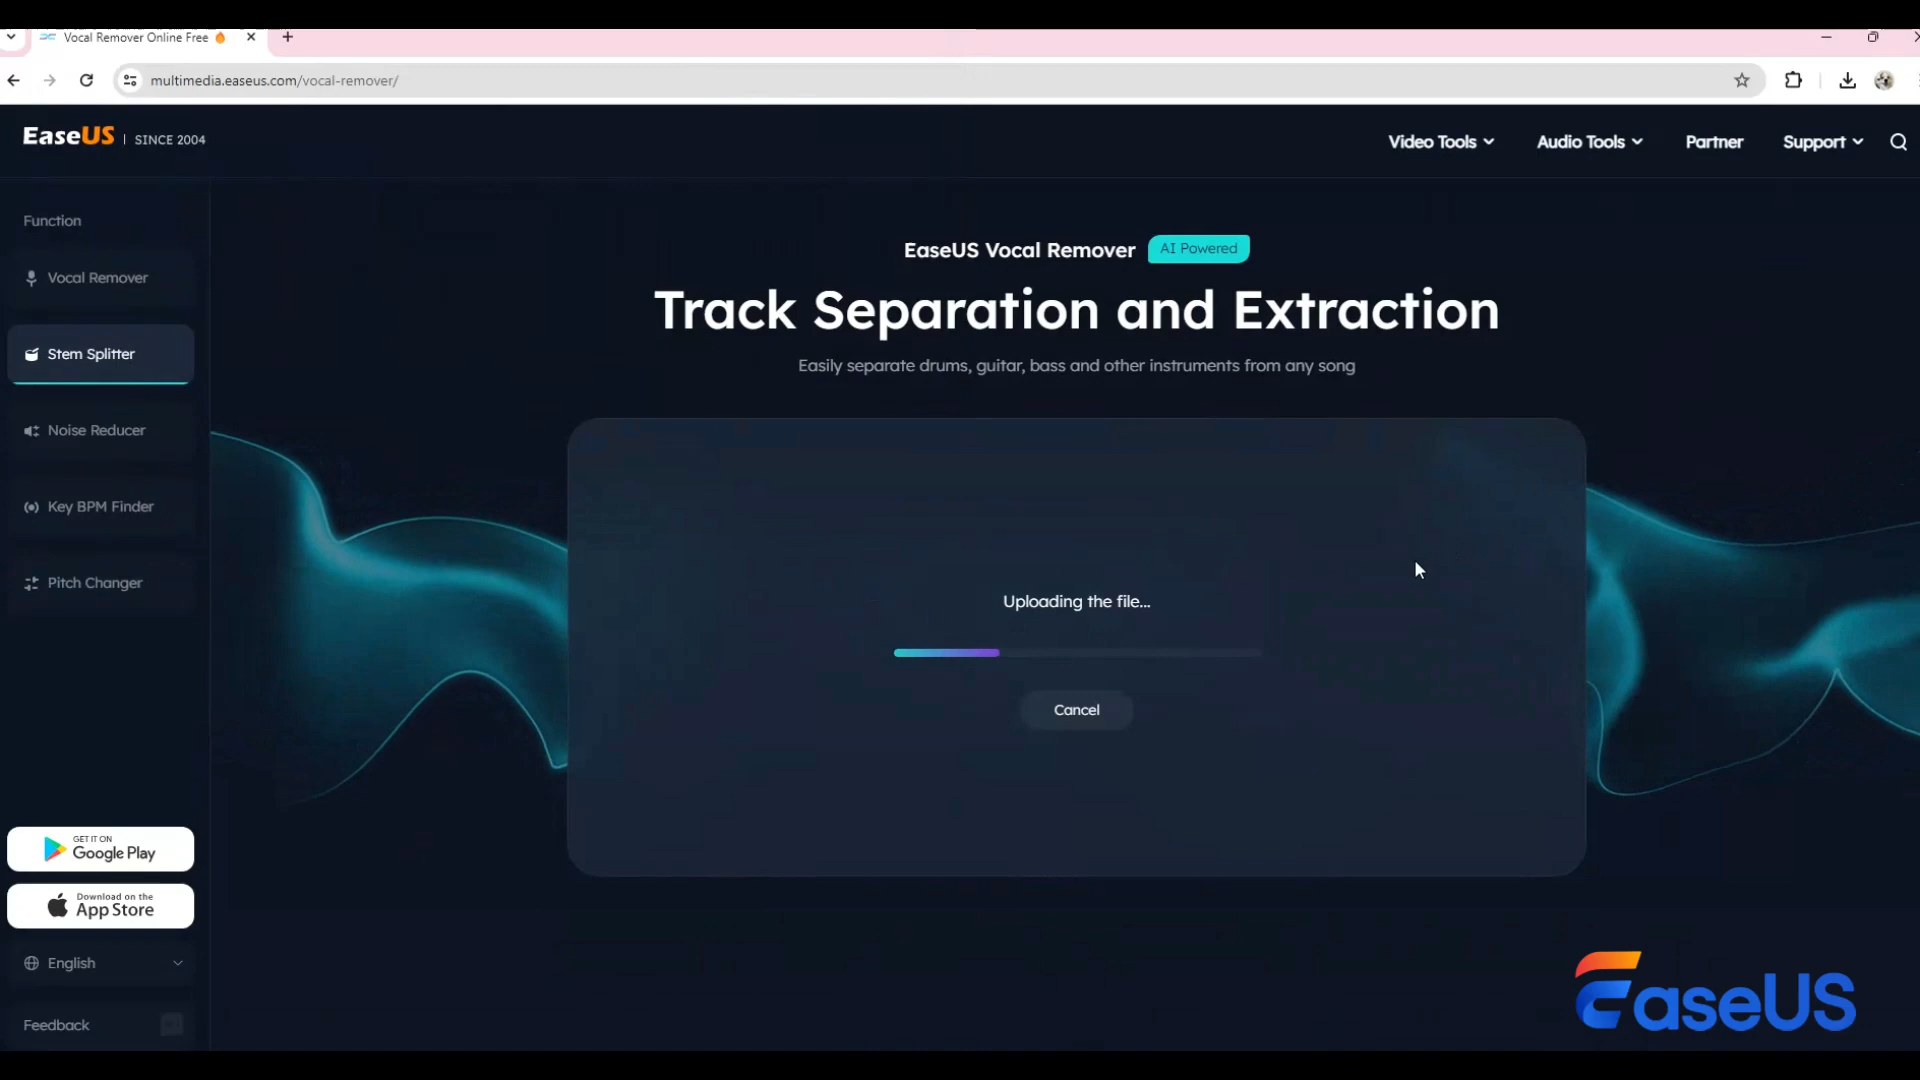 Vocal Remover Online Free
multimedia.easeus.com/vocal-remover/
EaseUS | SINCE 2004
Video Tools
Audio Tools
Partner
Support
Function
Vocal Remover
Stem Splitter
Noise Reducer
Key BPM Finder
Pitch Changer
EaseUS Vocal Remover
AI Powered
Track Separation and Extraction
Easily separate drums, guitar, bass and other instruments from any song
Uploading the file...
Cancel
GET IT ON
Google Play
Download on the
App Store
English
Feedback
EaseUS